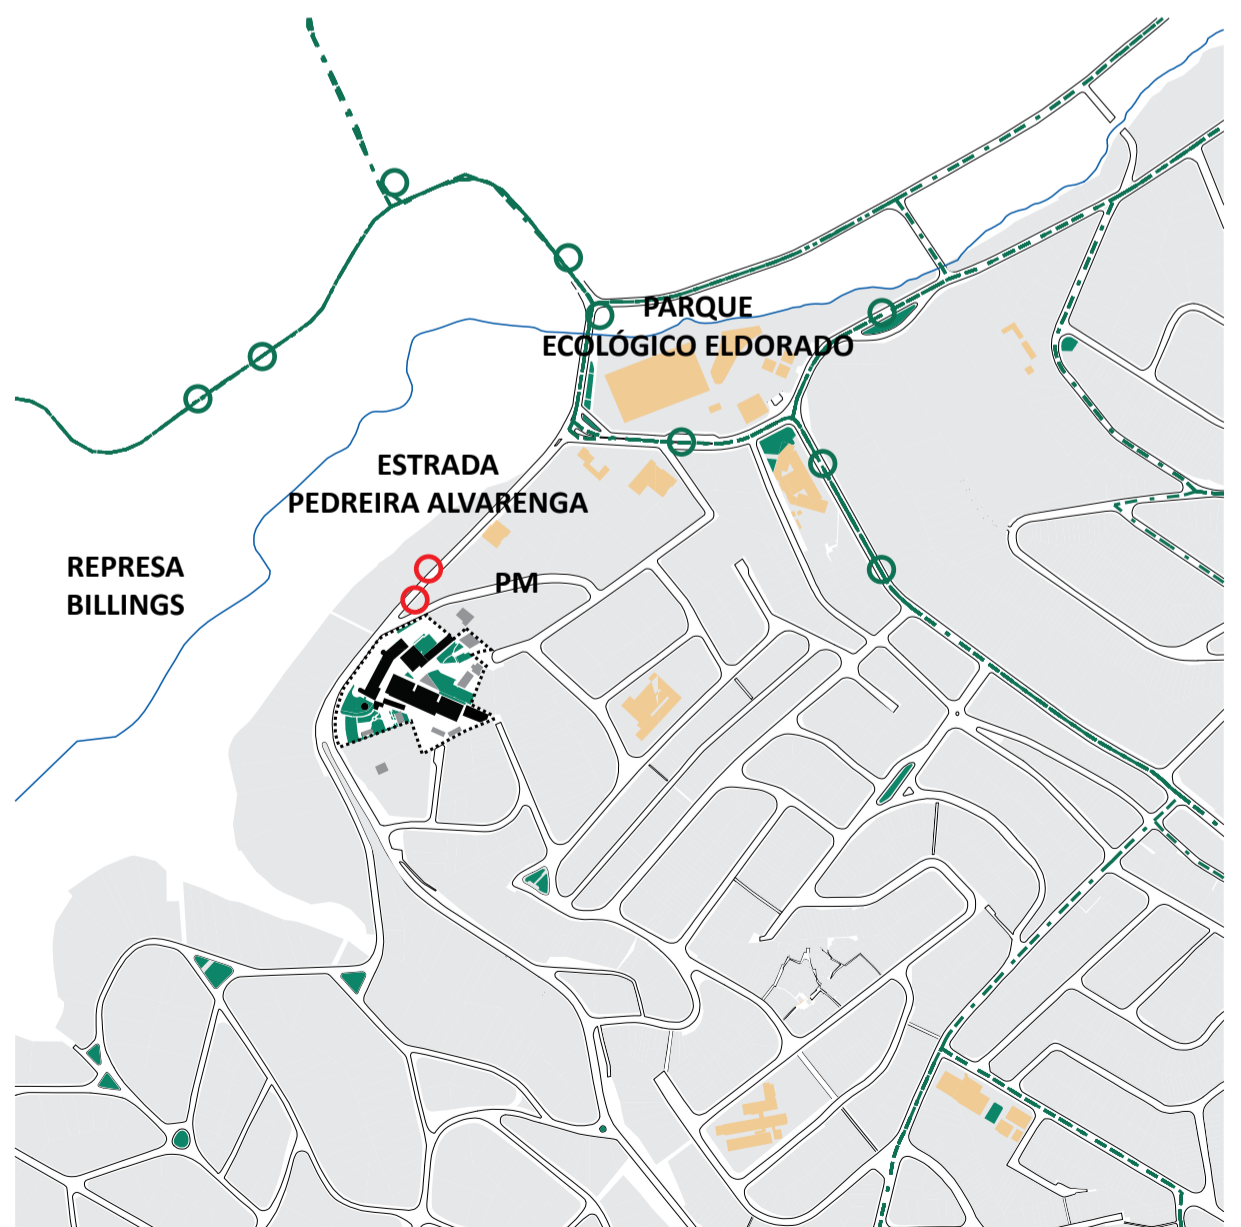 PARQUE
ECOLÓGICO ELDORADO
ESTRADA
PEDREIRA ALVARENGA
REPRESA
BILLINGS
PM